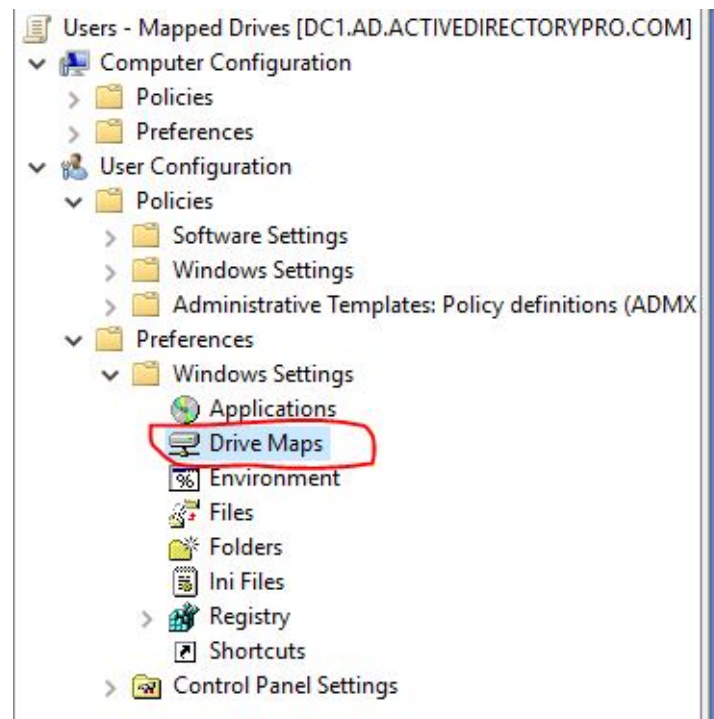 Users - Mapped Drives [DC1.AD.ACTIVEDIRECTORYPRO.COM]
Computer Configuration
Policies
Preferences
User Configuration
Policies
Software Settings
Windows Settings
Administrative Templates: Policy definitions (ADMX
Preferences
Windows Settings
Applications
Drive Maps
Environment
Files
Folders
Ini Files
Registry
Shortcuts
Control Panel Settings